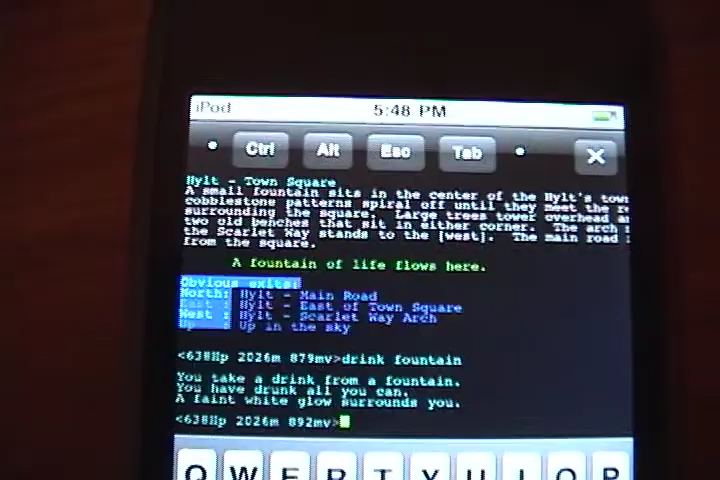 iPod 5:48 PM
Ctrl Alt Esc Tab
Hylt - Town Square
A small fountain sits in the center of the Hylt's tow
cobblestone patterns spiral off until they meet the r
surrounding the square. Large trees tower overhead a
two old benches that sit in either corner. The arch
the Scarlet Way stands to the [west]. The main road
from the square.
A fountain of life flows here.
Obvious exits:
North: Hylt - Main Road
East : Hylt - East of Town Square
West : Hylt - Scarlet Way Arch
Up : Up in the sky
<638Hp 2026m 879mv>drink fountain
You take a drink from a fountain.
You have drunk all you can.
A faint white glow surrounds you.
<638Hp 2026m 892mv>
Q W E R T Y U I O P